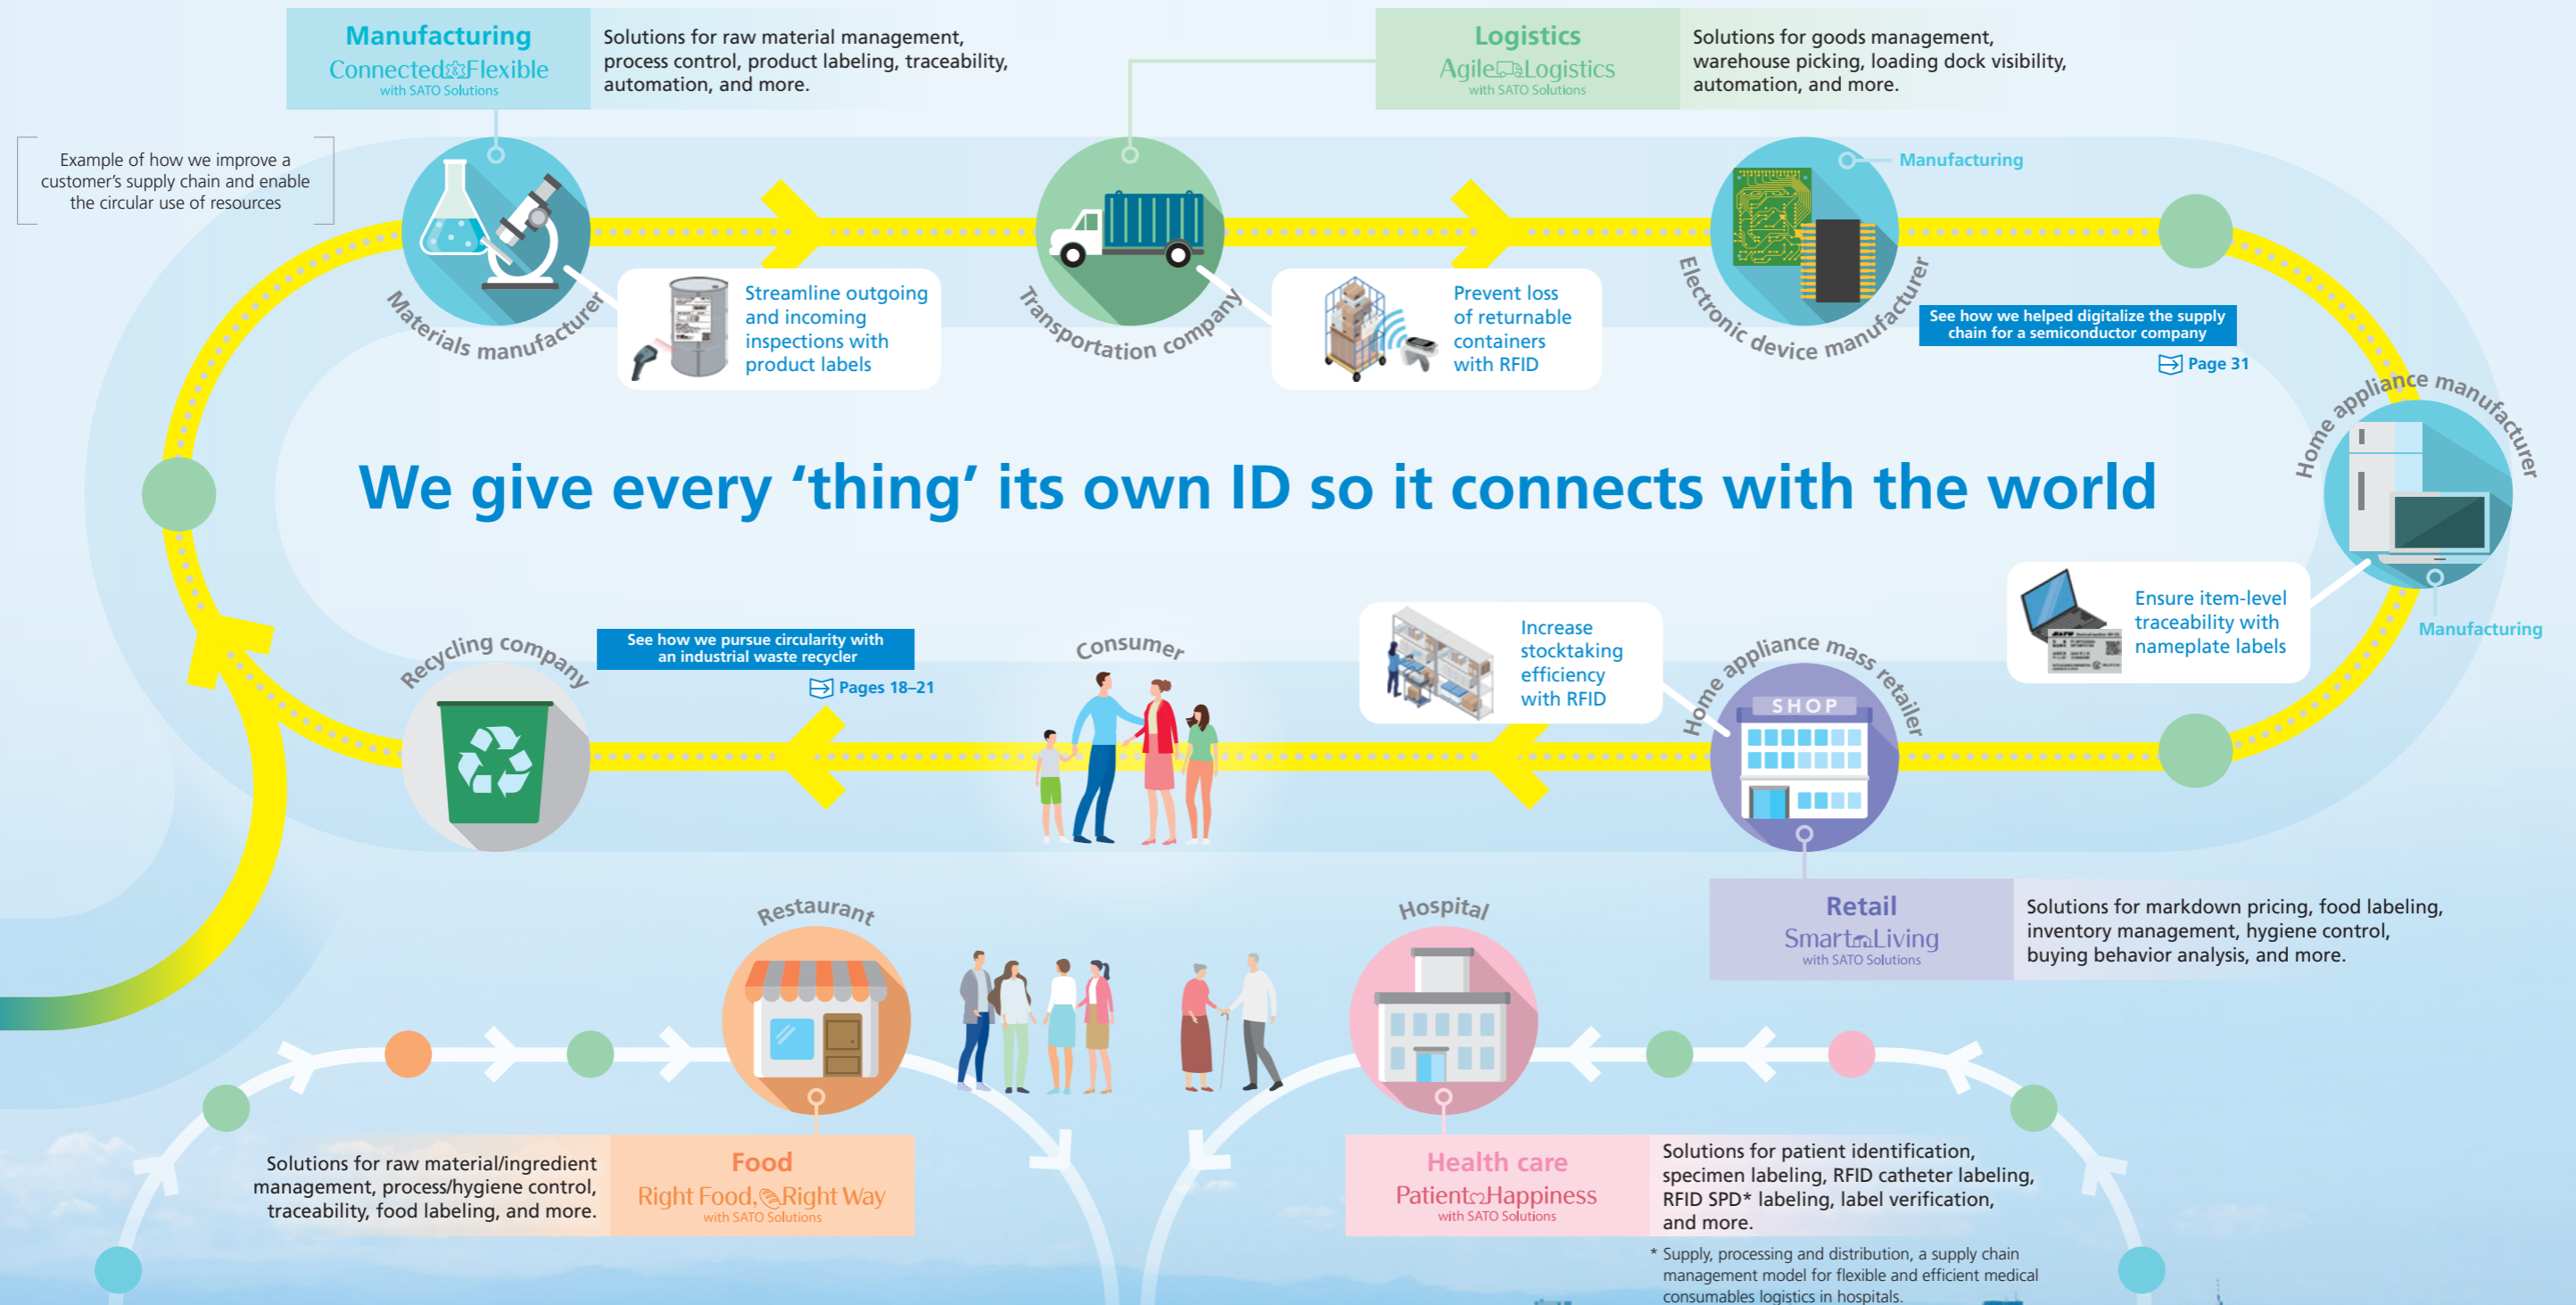 Manufacturing
Connected Flexible
with SATO Solutions
Solutions for raw material management,
process control, product labeling, traceability,
automation, and more.
Logistics
Agile Logistics
with SATO Solutions
Solutions for goods management,
warehouse picking, loading dock visibility,
automation, and more.
Example of how we improve a
customer's supply chain and enable
the circular use of resources
Manufacturing
Materials manufacturer
Streamline outgoing
and incoming
inspections with
product labels
Transportation company
Prevent loss
of returnable
containers
with RFID
Electronic device manufacturer
See how we helped digitalize the supply
chain for a semiconductor company
Page 31
Home appliance manufacturer
We give every ‘thing’ its own ID so it connects with the world
Ensure item-level
traceability with
nameplate labels
Manufacturing
Recycling company
See how we pursue circularity with
an industrial waste recycler
Pages 18–21
Consumer
Increase
stocktaking
efficiency
with RFID
Home appliance mass retailer
SHOP
Retail
Smart Living
with SATO Solutions
Solutions for markdown pricing, food labeling,
inventory management, hygiene control,
buying behavior analysis, and more.
Restaurant
Hospital
Solutions for raw material/ingredient
management, process/hygiene control,
traceability, food labeling, and more.
Food
Right Food, Right Way
with SATO Solutions
Health care
Patient Happiness
with SATO Solutions
Solutions for patient identification,
specimen labeling, RFID catheter labeling,
RFID SPD* labeling, label verification,
and more.
* Supply, processing and distribution, a supply chain
management model for flexible and efficient medical
consumables logistics in hospitals.